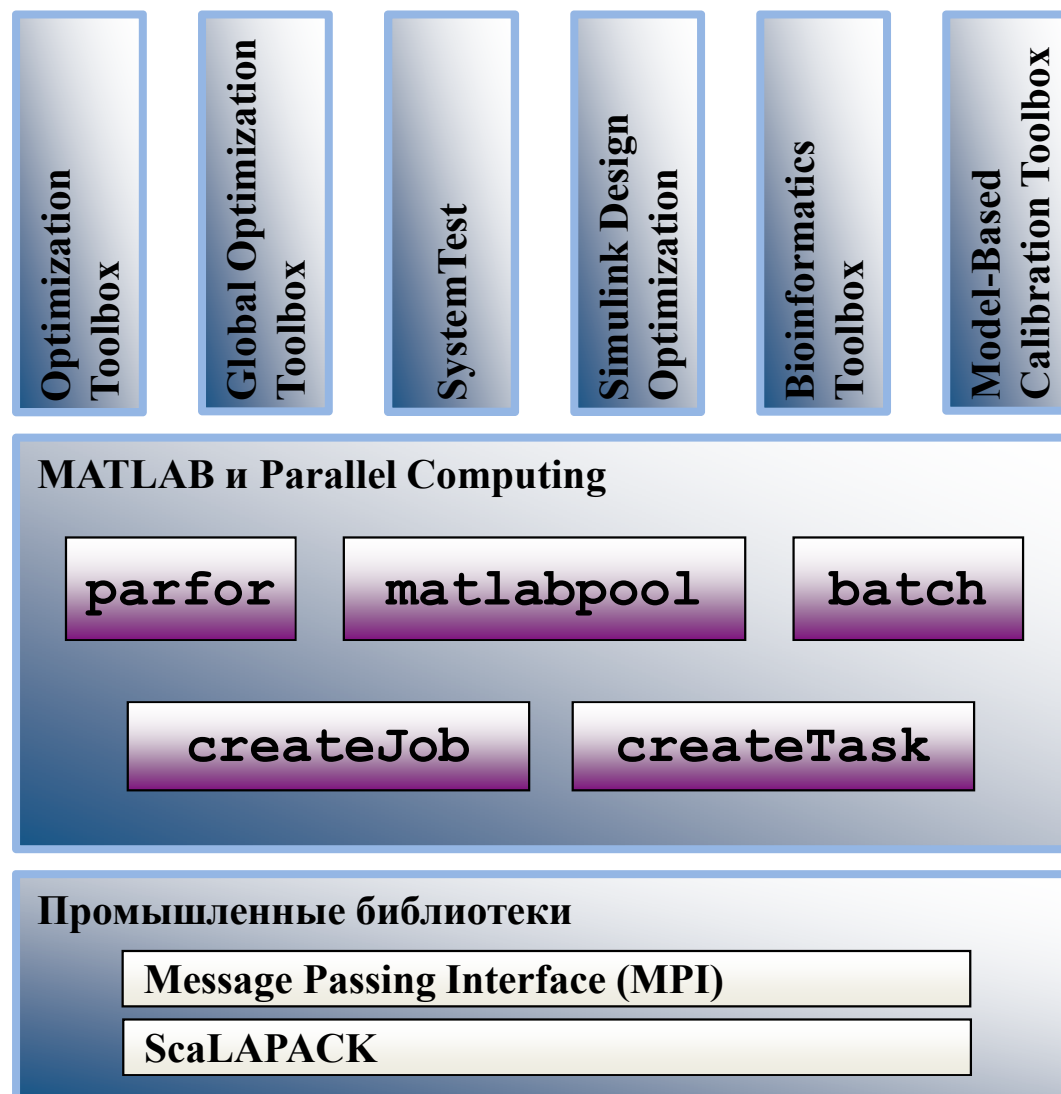 Optimization
Toolbox
Global Optimization
Toolbox
SystemTest
Simulink Design
Optimization
Bioinformatics
Toolbox
Model-Based
Calibration Toolbox
MATLAB и Parallel Computing
parfor
matlabpool
batch
createJob
createTask
Промышленные библиотеки
Message Passing Interface (MPI)
ScaLAPACK